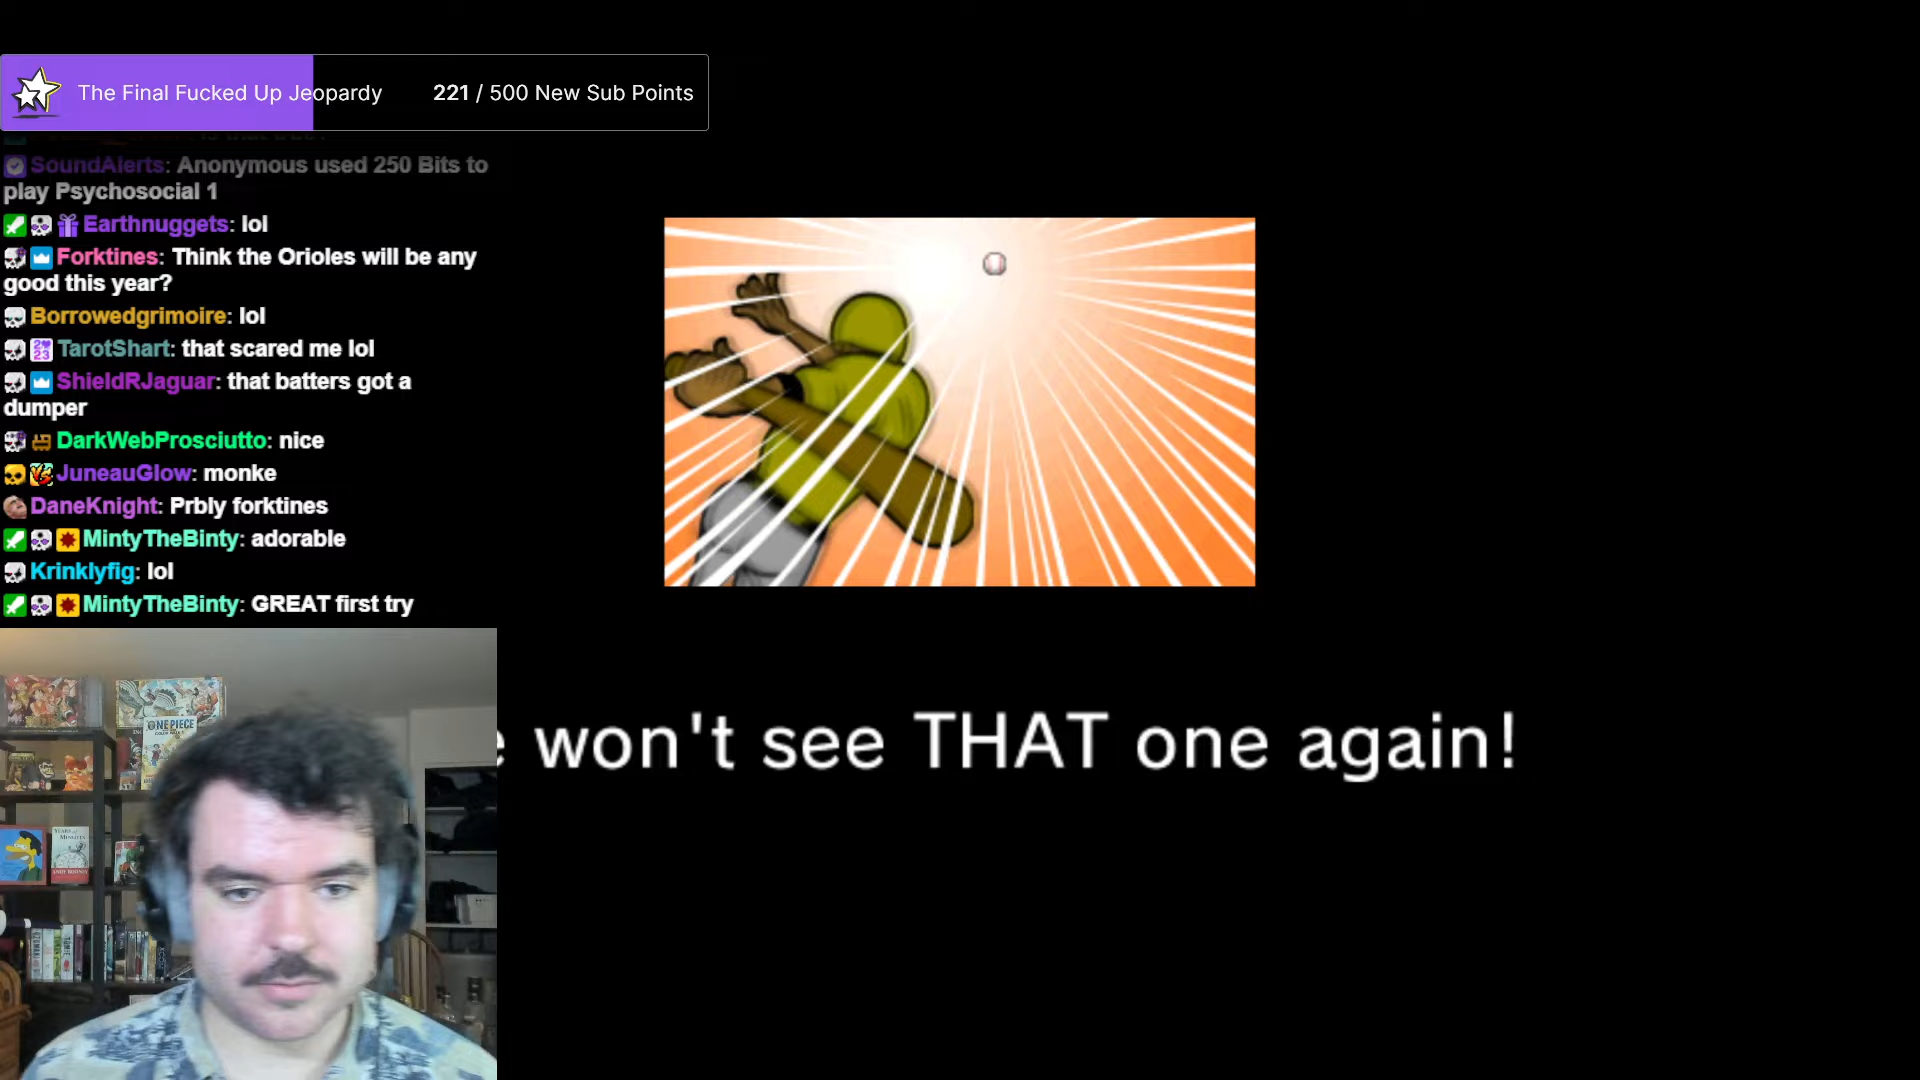 The Final Fucked Up Jeopardy 221 / 500 New Sub Points
SoundAlerts: Anonymous used 250 Bits to
play Psychosocial 1
Earthnuggets: lol
Forktines: Think the Orioles will be any
good this year?
Borrowedgrimoire: lol
TarotShart: that scared me lol
ShieldRJaguar: that batters got a
dumper
DarkWebProsciutto: nice
JuneauGlow: monke
DaneKnight: Prbly forktines
MintyTheBinty: adorable
Krinklyfig: lol
MintyTheBinty: GREAT first try
won't see THAT one again!
ONE PIECE